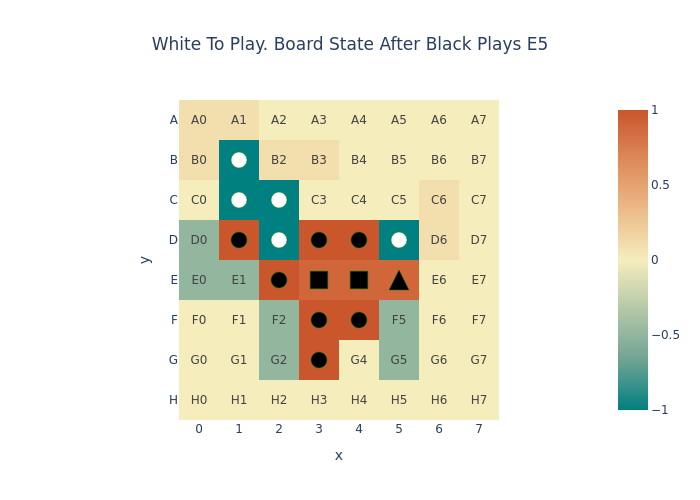 White To Play. Board State After Black Plays E5
A A0 A1 A2 A3 A4 A5 A6 A7
B B0 B2 B3 B4 B5 B6 B7
C C0 C3 C4 C5 C6 C7
D D0 D6 D7
E E0 E1 E6 E7
F F0 F1 F2 F5 F6 F7
G G0 G1 G2 G4 G5 G6 G7
H H0 H1 H2 H3 H4 H5 H6 H7
0 1 2 3 4 5 6 7
x
y
1
0.5
0
−0.5
−1